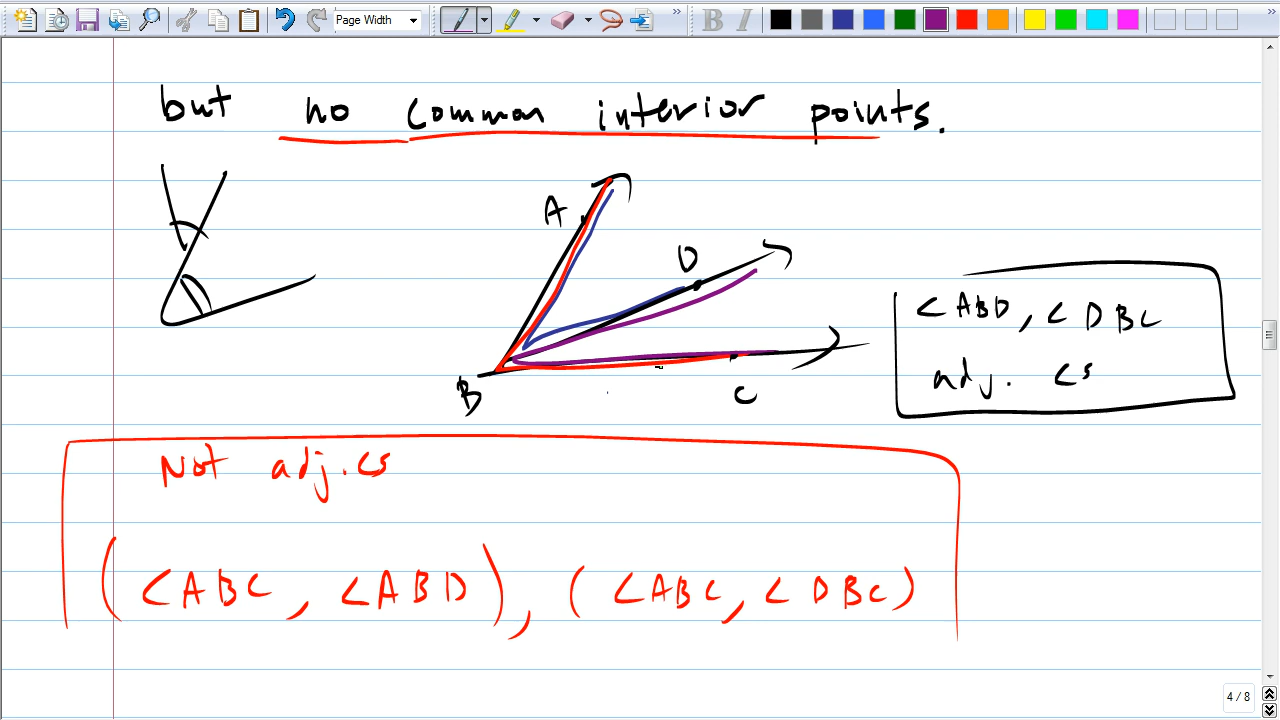 Page Width
B I
but no common interior points.
A
D
B
C
∠ABD, ∠DBC
adj. ∠s
Not adj. ∠s
(∠ABC, ∠ABD), (∠ABC, ∠DBC)
4 / 8